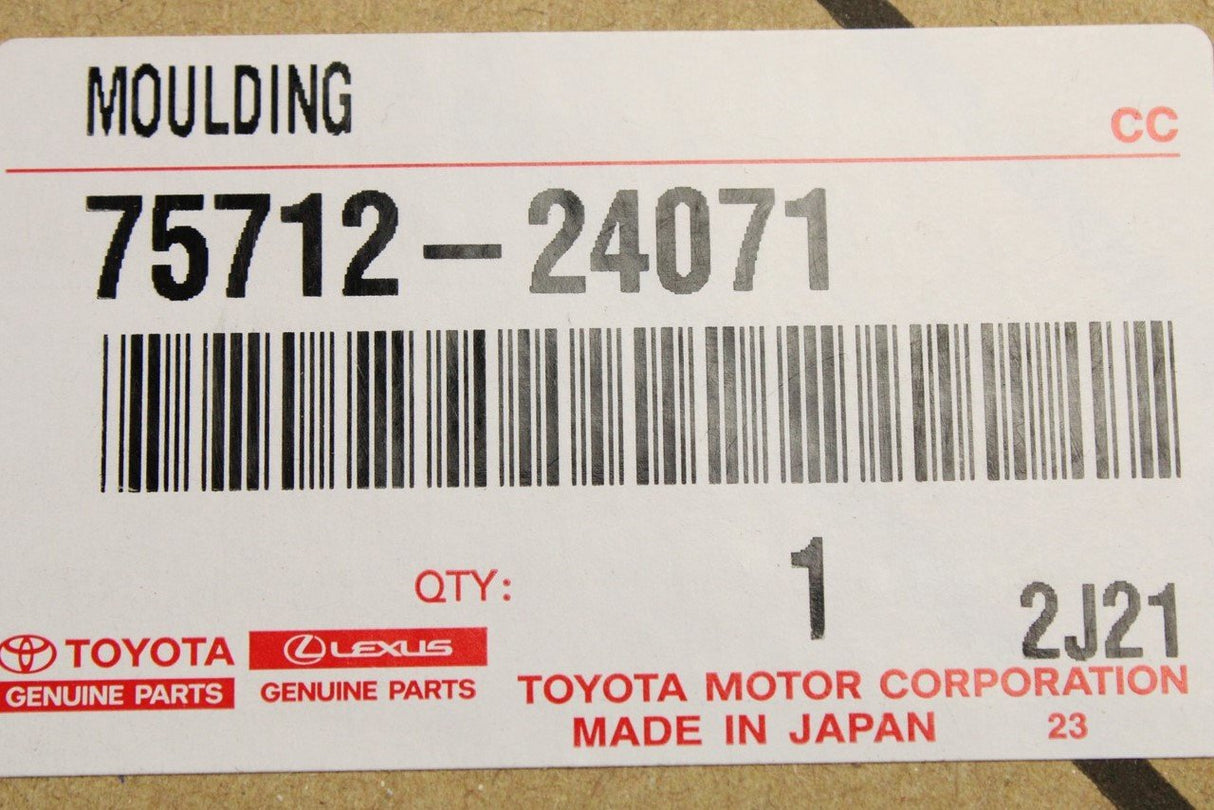 MOULDING
CC
75712-24071
QTY: 1
2J21
TOYOTA
GENUINE PARTS
LEXUS
GENUINE PARTS
TOYOTA MOTOR CORPORATION
MADE IN JAPAN 23